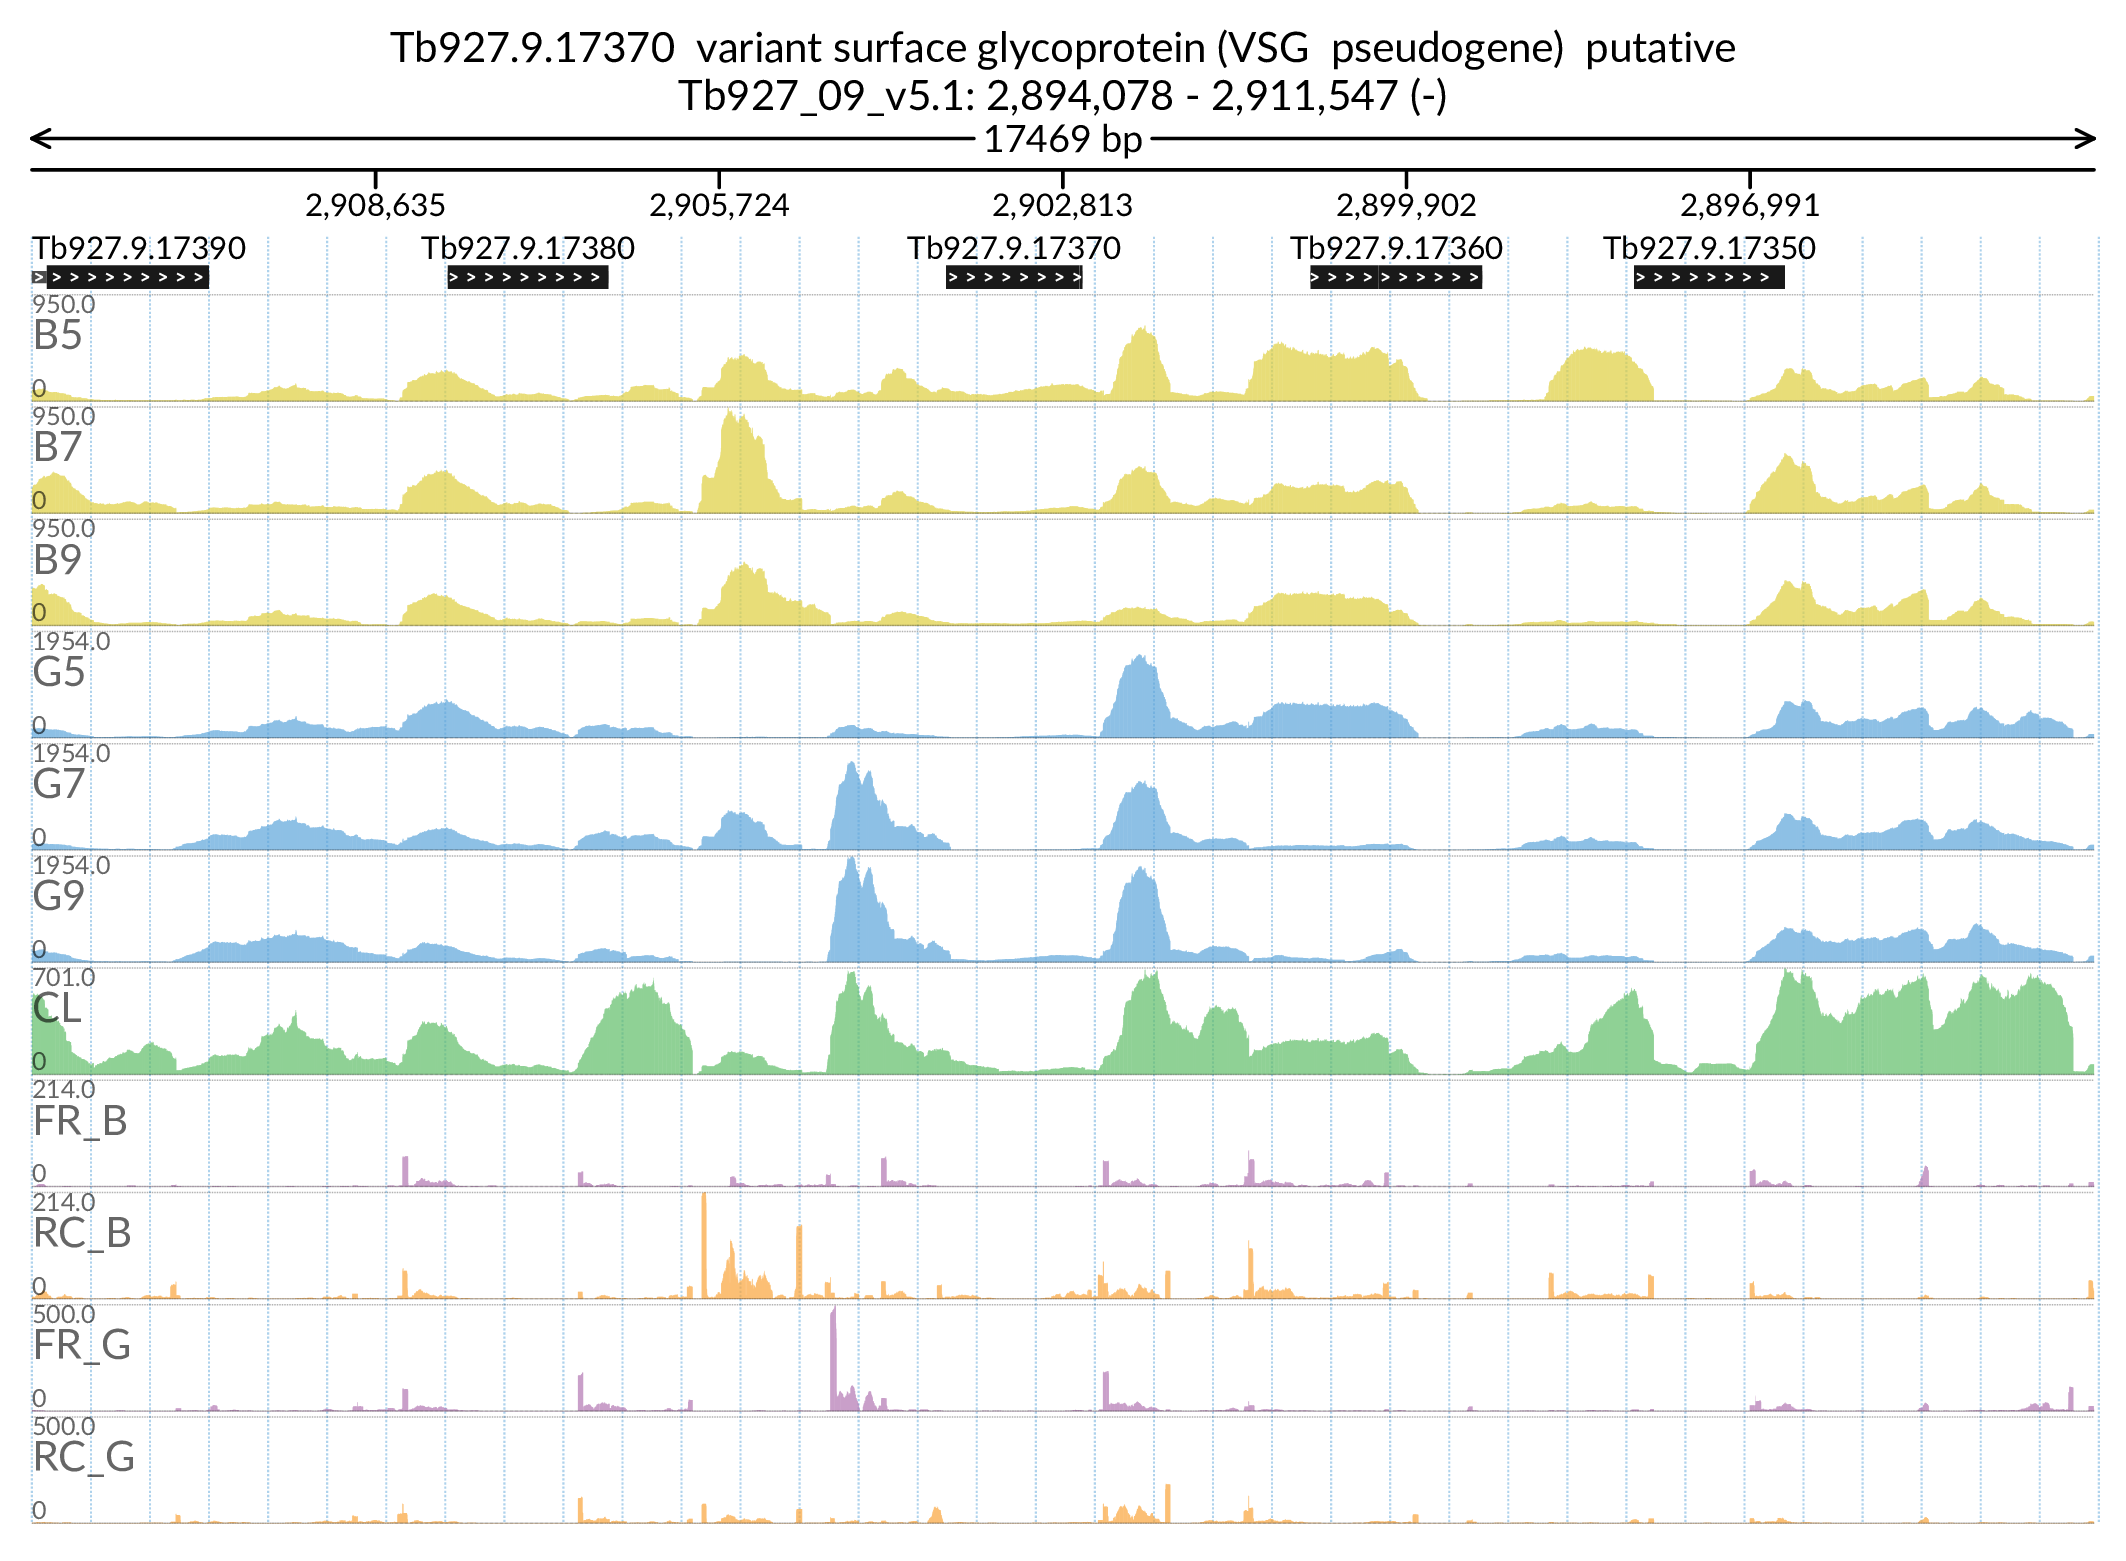 Tb927.9.17370 variant surface glycoprotein (VSG pseudogene) putative
Tb927_09_v5.1: 2,894,078 - 2,911,547 (-)
17469 bp
2,908,635 2,905,724 2,902,813 2,899,902 2,896,991
Tb927.9.17390 Tb927.9.17380 Tb927.9.17370 Tb927.9.17360 Tb927.9.17350
950.0
B5
0
950.0
B7
0
950.0
B9
0
1954.0
G5
0
1954.0
G7
0
1954.0
G9
0
701.0
CL
0
214.0
FR_B
0
214.0
RC_B
0
500.0
FR_G
0
500.0
RC_G
0